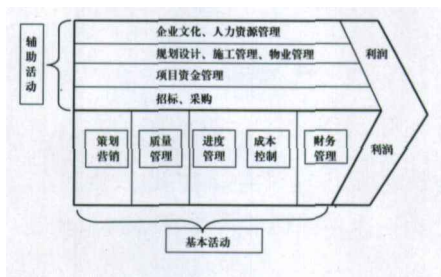 辅助活动
企业文化、人力资源管理
规划设计、施工管理、物业管理
项目资金管理
招标、采购
利润
策划
营销
质量
管理
进度
管理
成本
控制
财务
管理
利润
基本活动